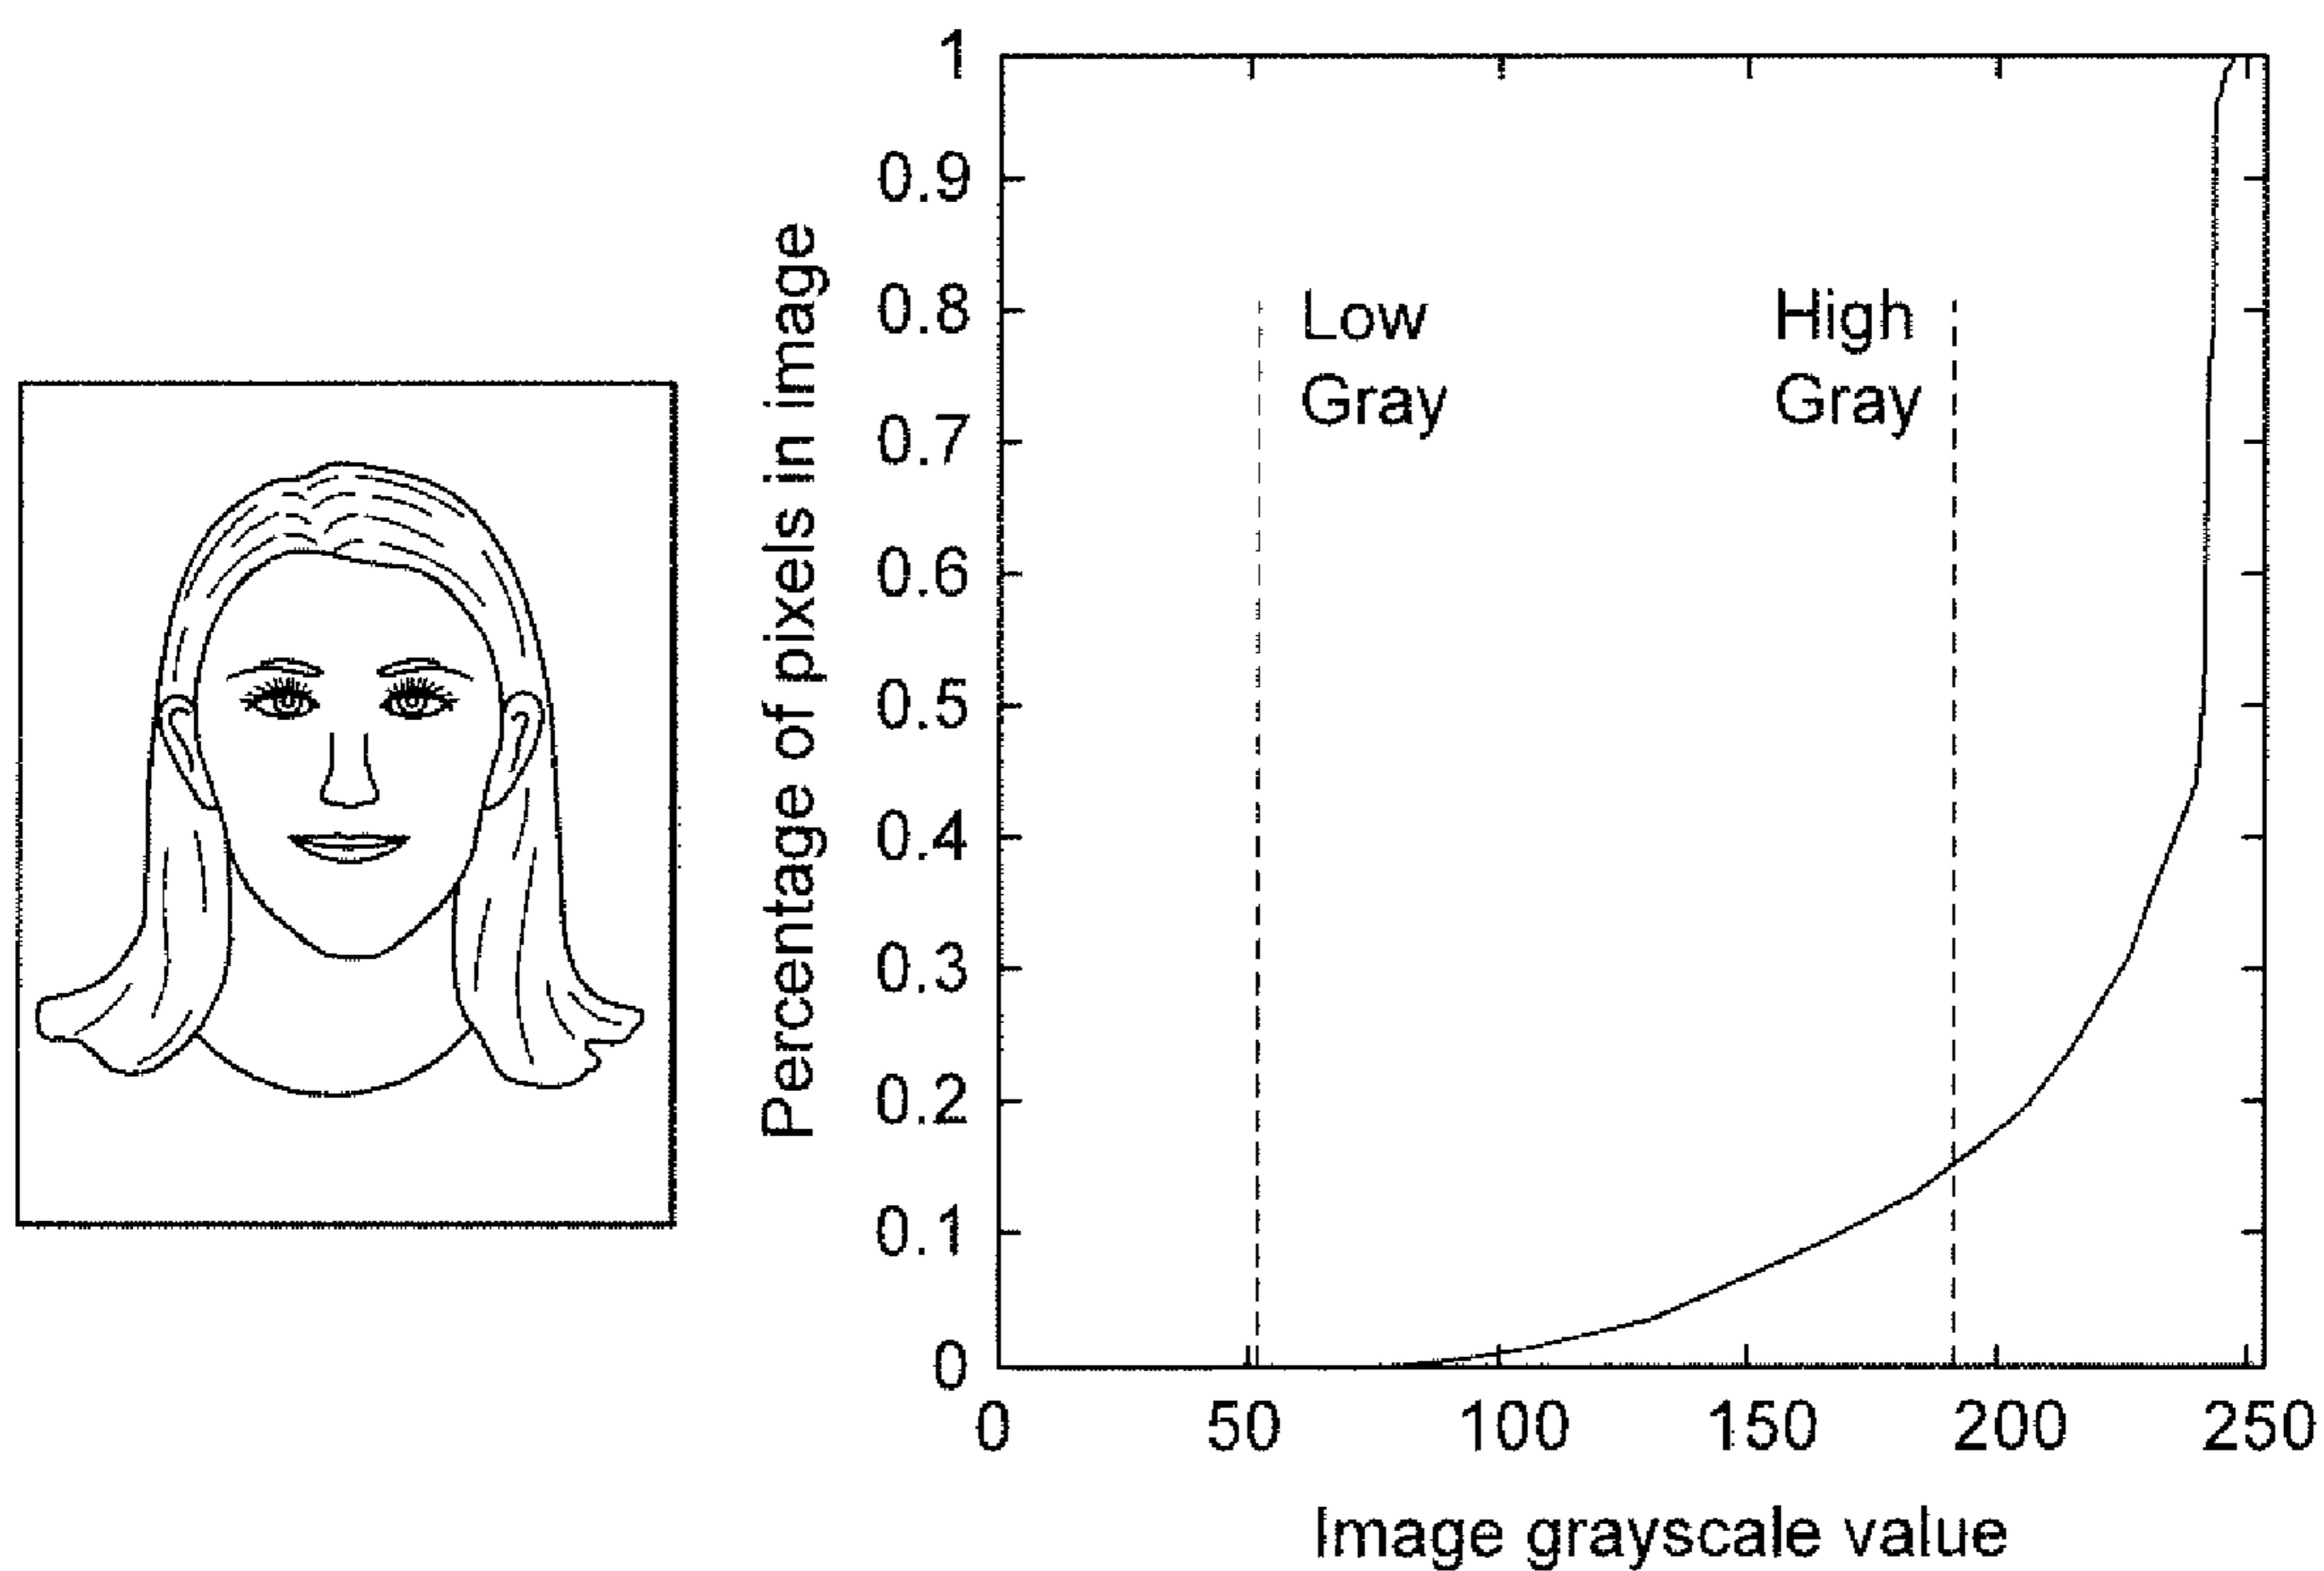 Percentage of pixels in image
1
0.9
0.8
0.7
0.6
0.5
0.4
0.3
0.2
0.1
0
Low
Gray
High
Gray
0 50 100 150 200 250
Image grayscale value